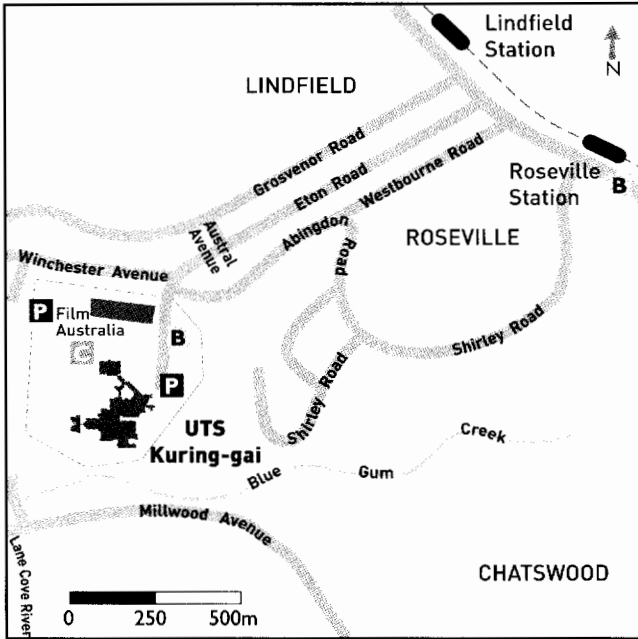 Lindfield
Station
N
LINDFIELD
Grosvenor Road
Eton Road
Westbourne Road
Roseville
Station
B
Austral
Avenue
Abingdon
Road
ROSEVILLE
Winchester Avenue
P
Film
Australia
C
B
P
Shirley Road
Shirley Road
UTS
Kuring-gai
Blue Gum Creek
Millwood Avenue
Lane Cove River
CHATSWOOD
0 250 500m